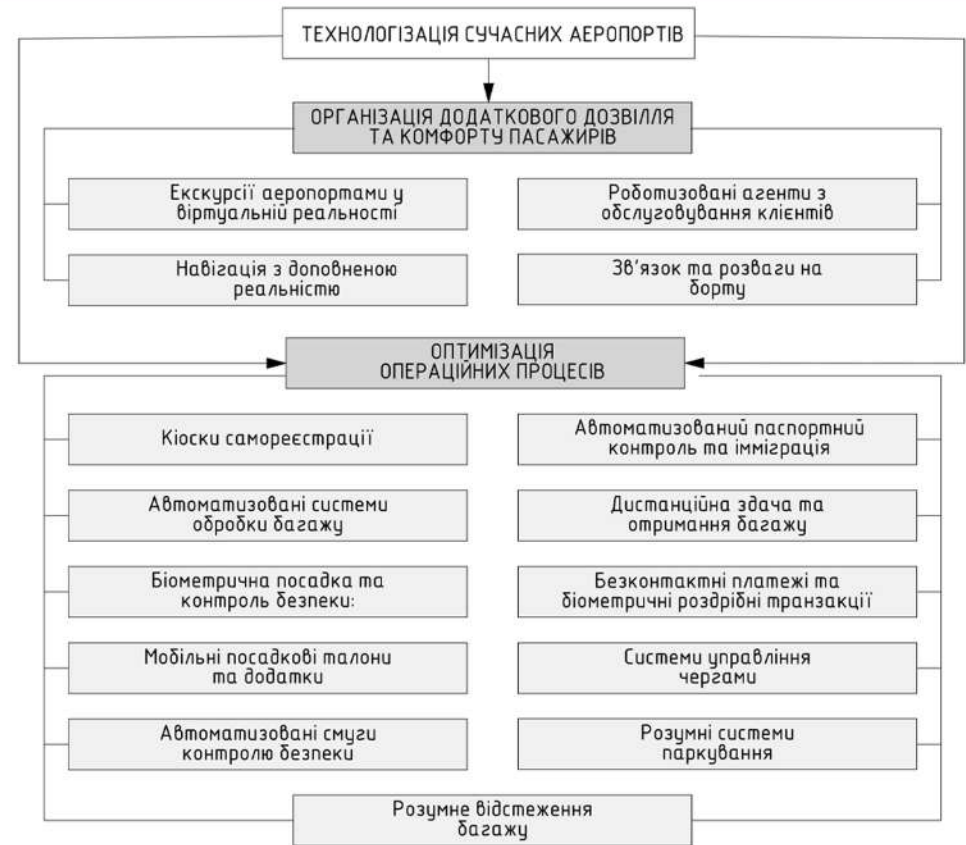 ТЕХНОЛОГІЗАЦІЯ СУЧАСНИХ АЕРОПОРТІВ
ОРГАНІЗАЦІЯ ДОДАТКОВОГО ДОЗВІЛЛЯ
ТА КОМФОРТУ ПАСАЖИРІВ
Екскурсії аеропортами у
віртуальній реальності
Роботизовані агенти з
обслуговування клієнтів
Навігація з доповненою
реальністю
Зв'язок та розваги на
борту
ОПТИМІЗАЦІЯ
ОПЕРАЦІЙНИХ ПРОЦЕСІВ
Кіоски самореєстрації
Автоматизований паспортний
контроль та імміграція
Автоматизовані системи
обробки багажу
Дистанційна здача та
отримання багажу
Біометрична посадка та
контроль безпеки:
Безконтактні платежі та
біометричні роздрібні транзакції
Мобільні посадкові талони
та додатки
Системи управління
чергами
Автоматизовані смуги
контролю безпеки
Розумні системи
паркування
Розумне відстеження
багажу